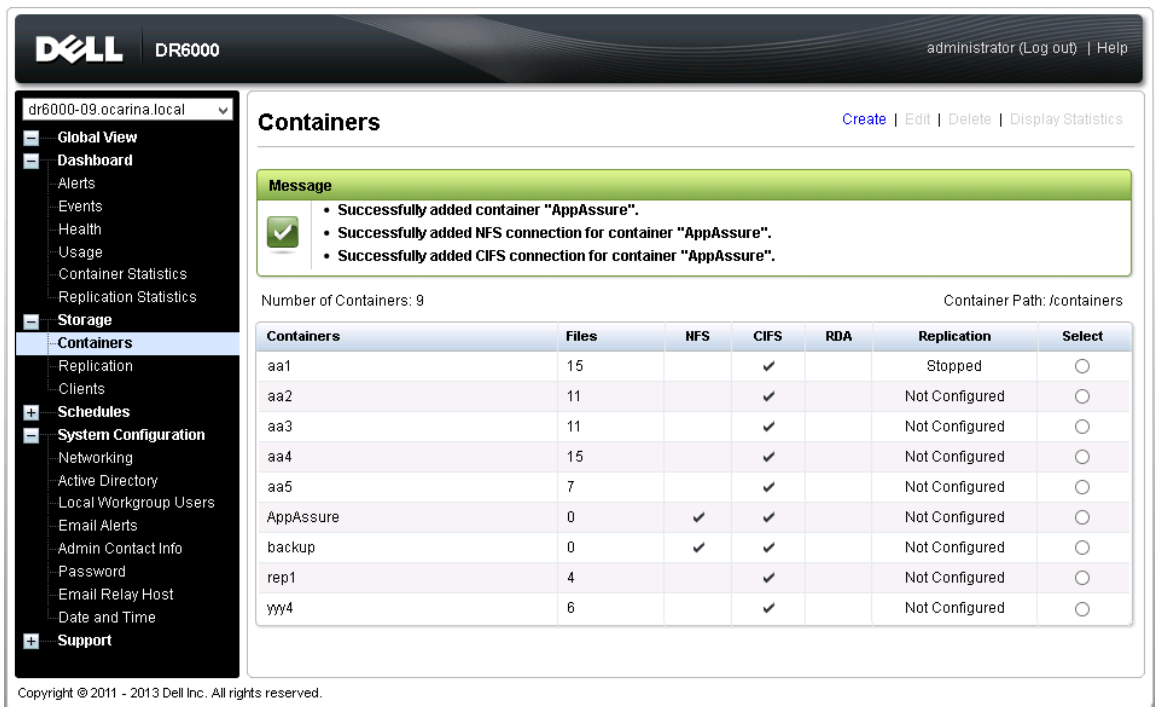 DELL DR6000
administrator (Log out) | Help
dr6000-09.ocarina.local
Global View
Dashboard
Alerts
Events
Health
Usage
Container Statistics
Replication Statistics
Storage
Containers
Replication
Clients
Schedules
System Configuration
Networking
Active Directory
Local Workgroup Users
Email Alerts
Admin Contact Info
Password
Email Relay Host
Date and Time
Support
Containers
Create | Edit | Delete | Display Statistics
Message
• Successfully added container "AppAssure".
• Successfully added NFS connection for container "AppAssure".
• Successfully added CIFS connection for container "AppAssure".
Number of Containers: 9 Container Path: /containers
Containers Files NFS CIFS RDA Replication Select
aa1 15 ✔ Stopped
aa2 11 ✔ Not Configured
aa3 11 ✔ Not Configured
aa4 15 ✔ Not Configured
aa5 7 ✔ Not Configured
AppAssure 0 ✔ ✔ Not Configured
backup 0 ✔ ✔ Not Configured
rep1 4 ✔ Not Configured
yyy4 6 ✔ Not Configured
Copyright © 2011 - 2013 Dell Inc. All rights reserved.